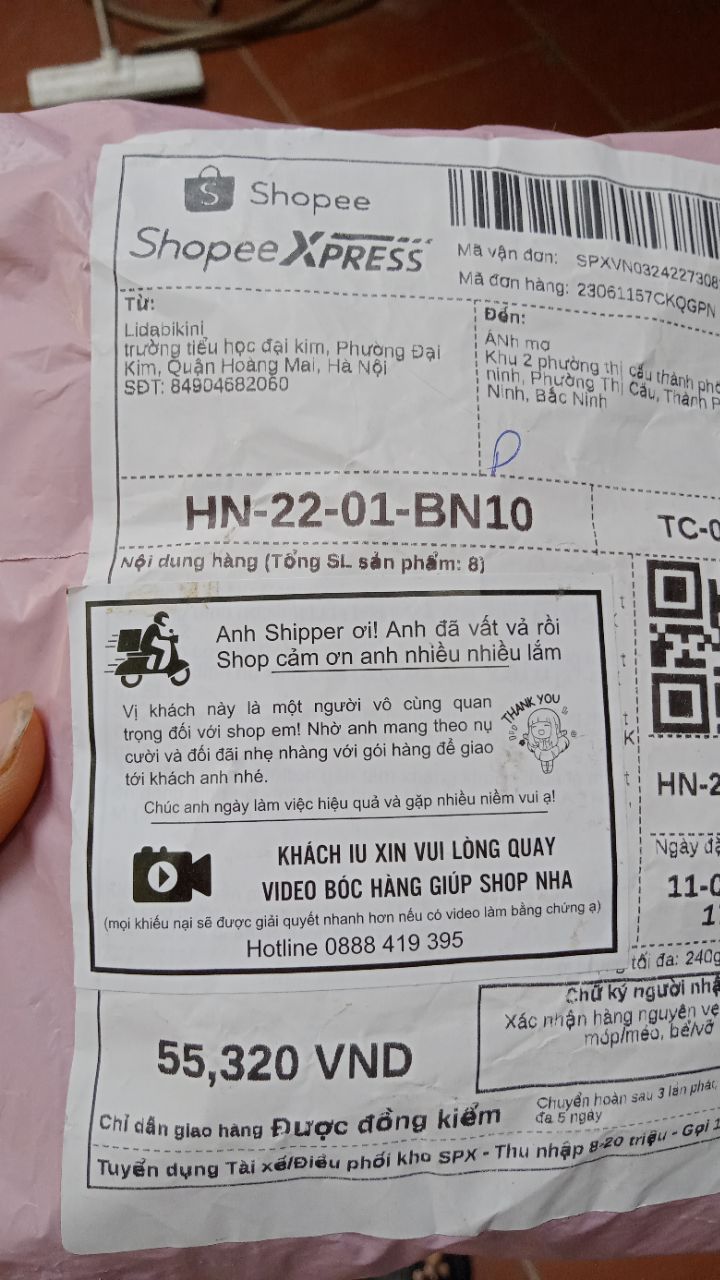 Shopee
Shopee XPRESS
Mã vận đơn: SPXVN0324227308
Mã đơn hàng: 23061157CKQGPN
Từ:
Lidabikini
trường tiểu học đại kim, Phường Đại
Kim, Quận Hoàng Mai, Hà Nội
SĐT: 84904682060
Đến:
ÁNh mơ
Khu 2 phường thị cầu thành phố
ninh, Phường Thị Cầu, Thành P
Ninh, Bắc Ninh
HN-22-01-BN10
TC-0
Nội dung hàng (Tổng SL sản phẩm: 8)
Anh Shipper ơi! Anh đã vất vả rồi
Shop cảm ơn anh nhiều nhiều lắm
Vị khách này là một người vô cùng quan
trọng đối với shop em! Nhờ anh mang theo nụ
cười và đối đãi nhẹ nhàng với gói hàng để giao
tới khách anh nhé.
THANK YOU
Chúc anh ngày làm việc hiệu quả và gặp nhiều niềm vui ạ!
KHÁCH IU XIN VUI LÒNG QUAY
VIDEO BÓC HÀNG GIÚP SHOP NHA
(mọi khiếu nại sẽ được giải quyết nhanh hơn nếu có video làm bằng chứng ạ)
Hotline 0888 419 395
HN-2
Ngày đặ
11-0
1
tối đa: 240g
55,320 VND
Chữ ký người nhậ
Xác nhận hàng nguyên vẹ
móp/méo, bể/vỡ
Chỉ dẫn giao hàng Được đồng kiểm
Chuyển hoàn sau 3 lần phát,
đa 5 ngày
Tuyển dụng Tài xế/Điều phối kho SPX - Thu nhập 8-20 triệu - Gọi 1